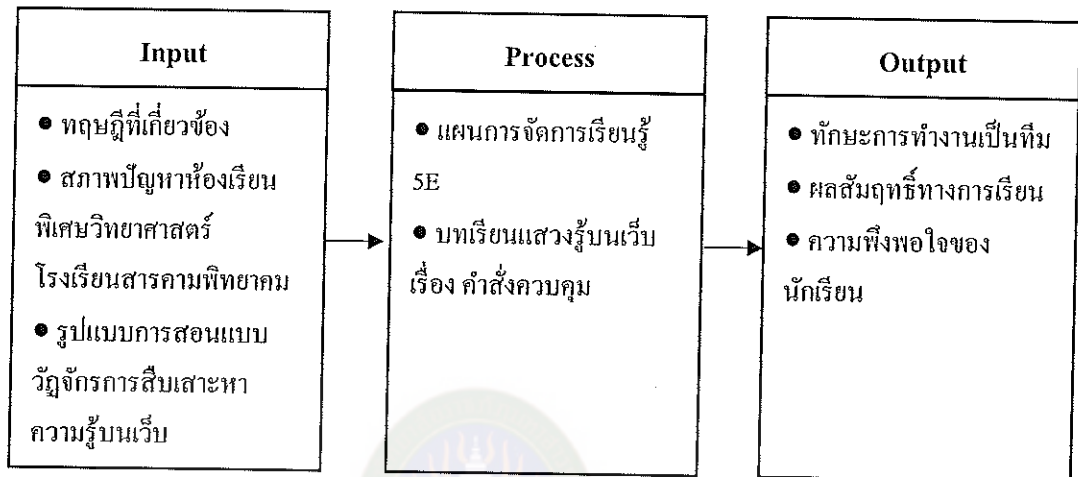 Input
● ทฤษฎีที่เกี่ยวข้อง
● สภาพปัญหาห้องเรียน
พิเศษวิทยาศาสตร์
โรงเรียนสารคามพิทยาคม
● รูปแบบการสอนแบบ
วัฏจักรการสืบเสาะหา
ความรู้บนเว็บ
Process
● แผนการจัดการเรียนรู้
5E
● บทเรียนแสวงรู้บนเว็บ
เรื่อง คำสั่งควบคุม
Output
● ทักษะการทำงานเป็นทีม
● ผลสัมฤทธิ์ทางการเรียน
● ความพึงพอใจของ
นักเรียน